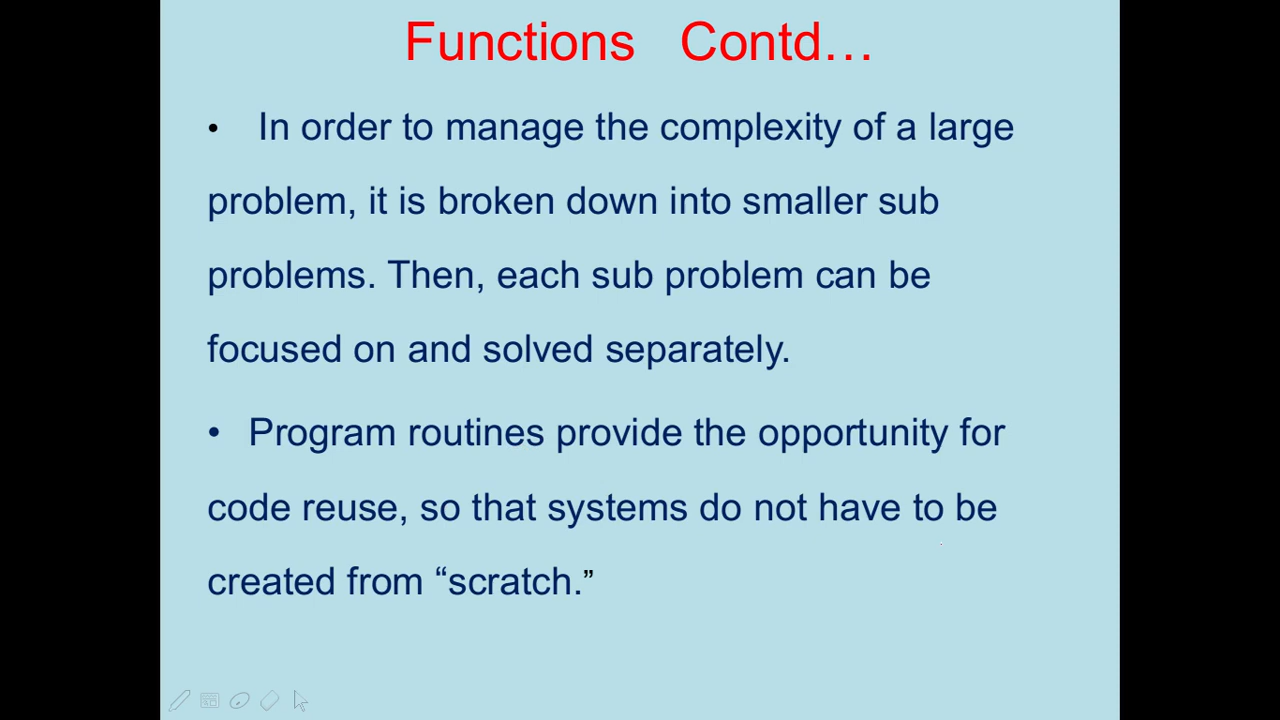 Functions Contd…
• In order to manage the complexity of a large
problem, it is broken down into smaller sub
problems. Then, each sub problem can be
focused on and solved separately.
• Program routines provide the opportunity for
code reuse, so that systems do not have to be
created from “scratch.”